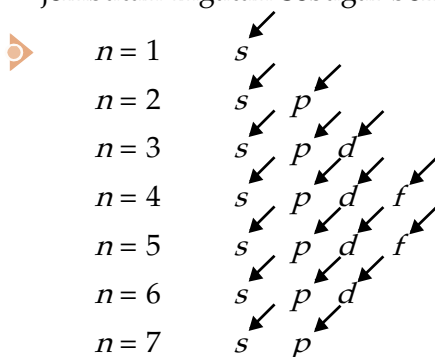 n = 1 s
n = 2 s p
n = 3 s p d
n = 4 s p d f
n = 5 s p d f
n = 6 s p d
n = 7 s p